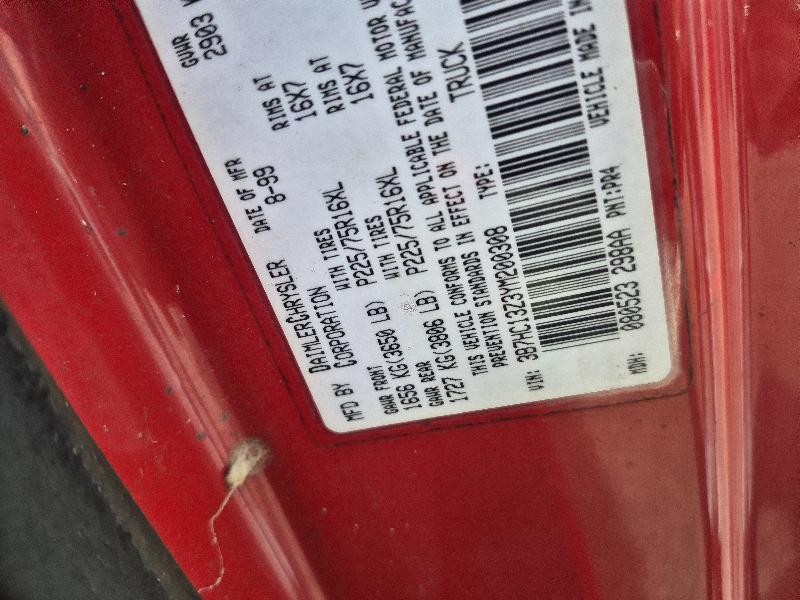 MFD BY DAIMLERCHRYSLER CORPORATION DATE OF MFR 8-99 GVWR 2903
GAWR FRONT WITH TIRES RIMS AT
1656 KG(3650 LB) P225/75R16XL 16X7
GAWR REAR WITH TIRES RIMS AT
1727 KG(3806 LB) P225/75R16XL 16X7
THIS VEHICLE CONFORMS TO ALL APPLICABLE FEDERAL MOTOR
PREVENTION STANDARDS IN EFFECT ON THE DATE OF
VIN: 3B7HC13Z3YM200308 TYPE: TRUCK
MDH: 080523 298AA PNT:PR4 VEHICLE MADE IN